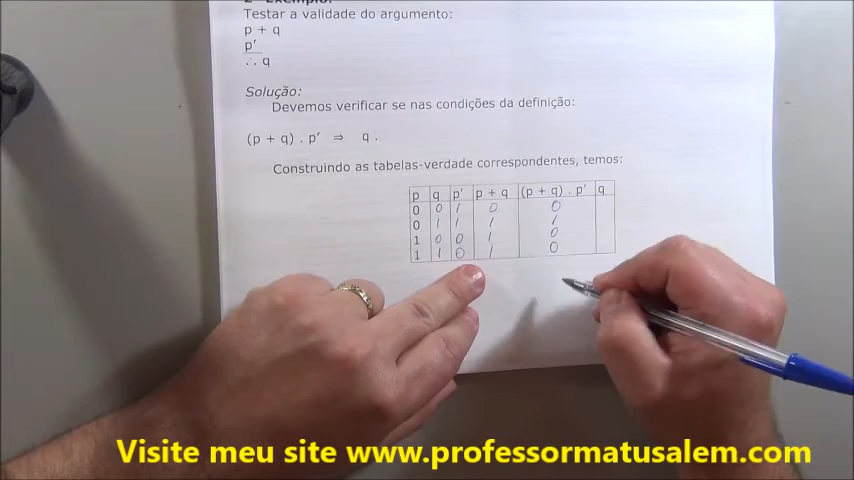 2º Exemplo:
Testar a validade do argumento:
p + q
p'
∴ q
Solução:
Devemos verificar se nas condições da definição:
(p + q) . p' ⇒ q .
Construindo as tabelas-verdade correspondentes, temos:
p q p' p + q (p + q) . p' q
0 0 1 0 0
0 1 1 1 1
1 0 0 1 0
1 1 0 1 0
Visite meu site www.professormatusalem.com